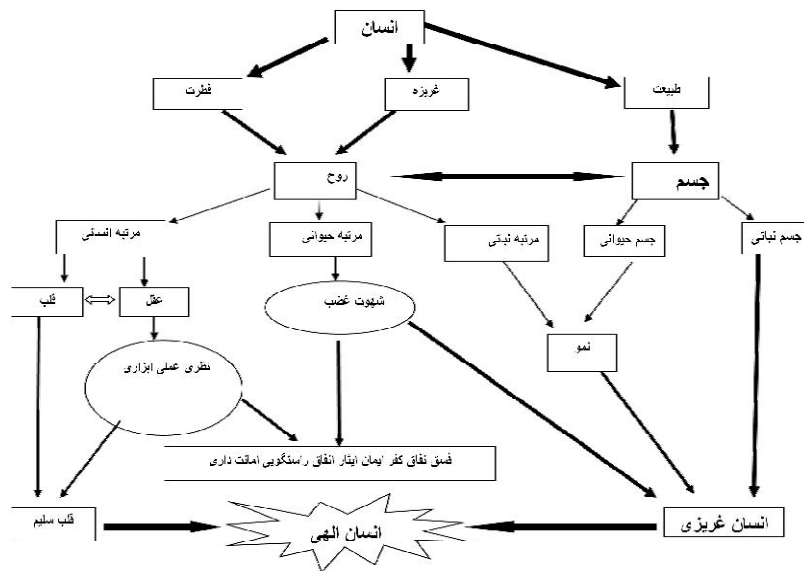 انسان
طبیعت
غریزه
فطرت
جسم
روح
جسم نباتی
جسم حیوانی
مرتبه نباتی
مرتبه حیوانی
مرتبه انسانی
شهوت غضب
عقل
قلب
نمو
نظری عملی ابزاری
فسق نفاق کفر ایمان ایثار انفاق راستگویی امانت داری
انسان غریزی
انسان الهی
قلب سلیم